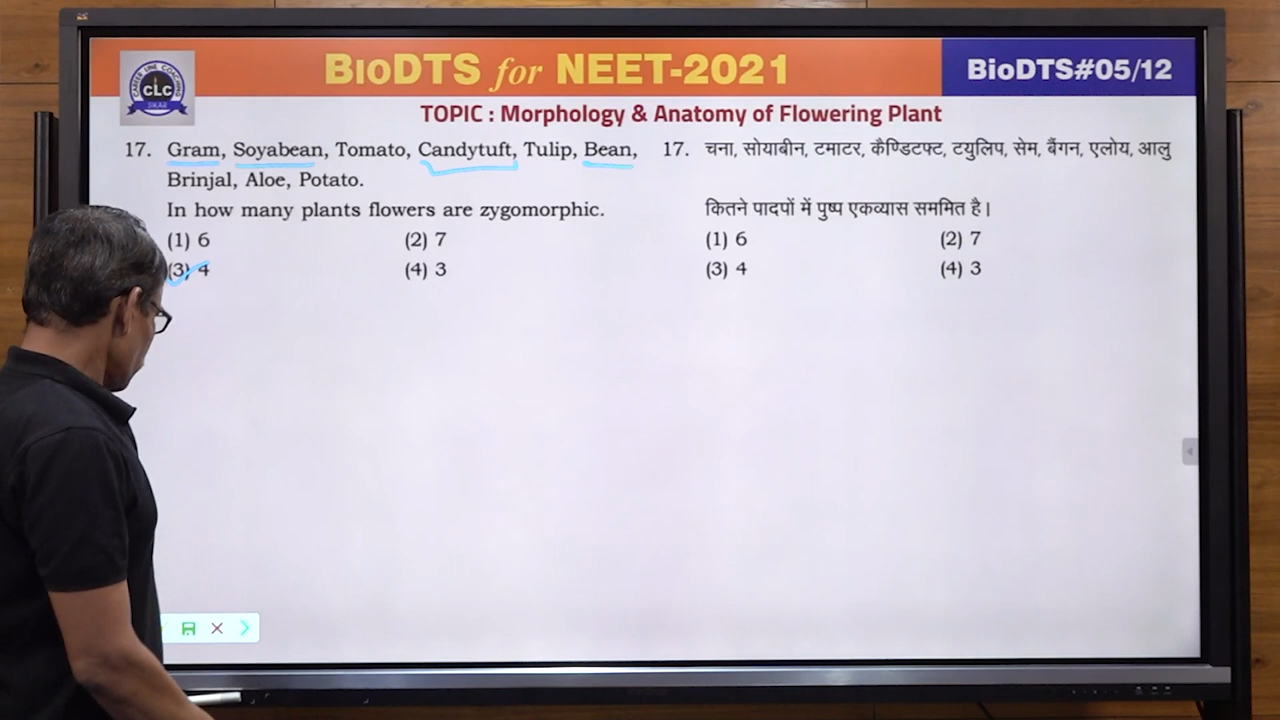 BIODTS for NEET-2021
BioDTS#05/12
CAREER LINE COACHING
CLC
SIKAR
TOPIC : Morphology & Anatomy of Flowering Plant
17. Gram, Soyabean, Tomato, Candytuft, Tulip, Bean,
Brinjal, Aloe, Potato.
In how many plants flowers are zygomorphic.
(1) 6 (2) 7
(3) 4 (4) 3
17. चना, सोयाबीन, टमाटर, कैण्डिटफ्ट, टयुलिप, सेम, बैंगन, एलोय, आलु
कितने पादपों में पुष्प एकव्यास सममित है।
(1) 6 (2) 7
(3) 4 (4) 3